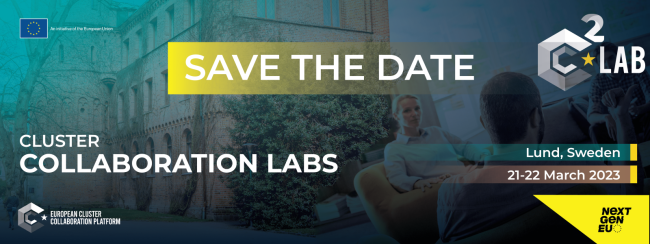 An initiative of the European Union
C2 LAB
SAVE THE DATE
CLUSTER
COLLABORATION LABS
Lund, Sweden
21-22 March 2023
EUROPEAN CLUSTER
COLLABORATION PLATFORM
NEXT
GEN
EU